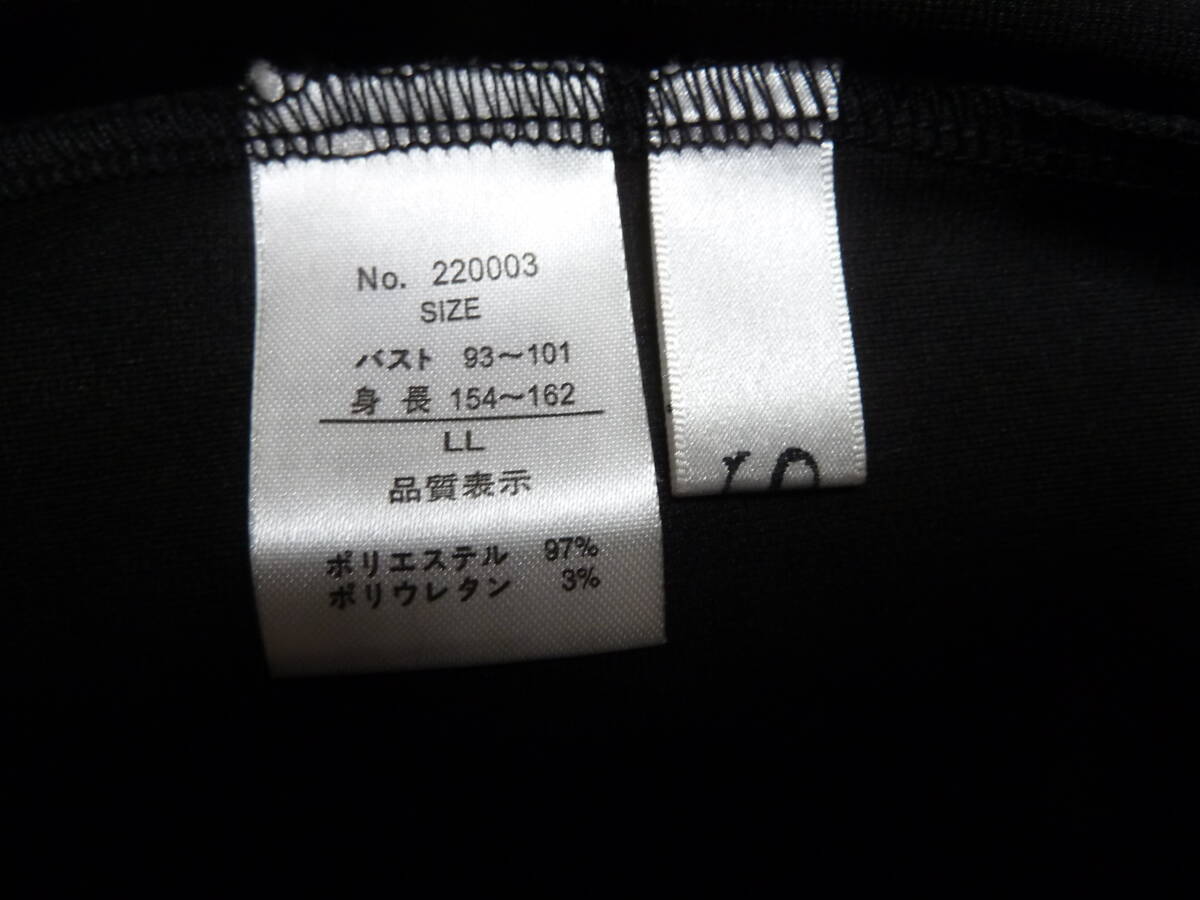 No. 220003
SIZE
バスト 93～101
身 長 154～162
LL
品質表示
ポリエステル 97%
ポリウレタン 3%